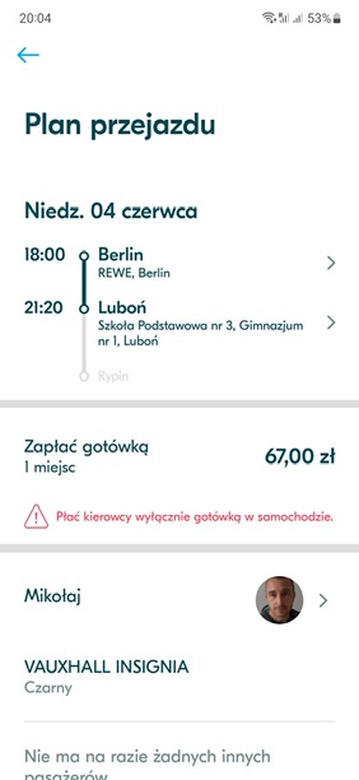 20:04
53%
Plan przejazdu
Niedz. 04 czerwca
18:00 Berlin
REWE, Berlin
21:20 Luboń
Szkoła Podstawowa nr 3, Gimnazjum
nr 1, Luboń
Rypin
Zapłać gotówką
1 miejsc
67,00 zł
Płać kierowcy wyłącznie gotówką w samochodzie.
Mikołaj
VAUXHALL INSIGNIA
Czarny
Nie ma na razie żadnych innych
pasażerów